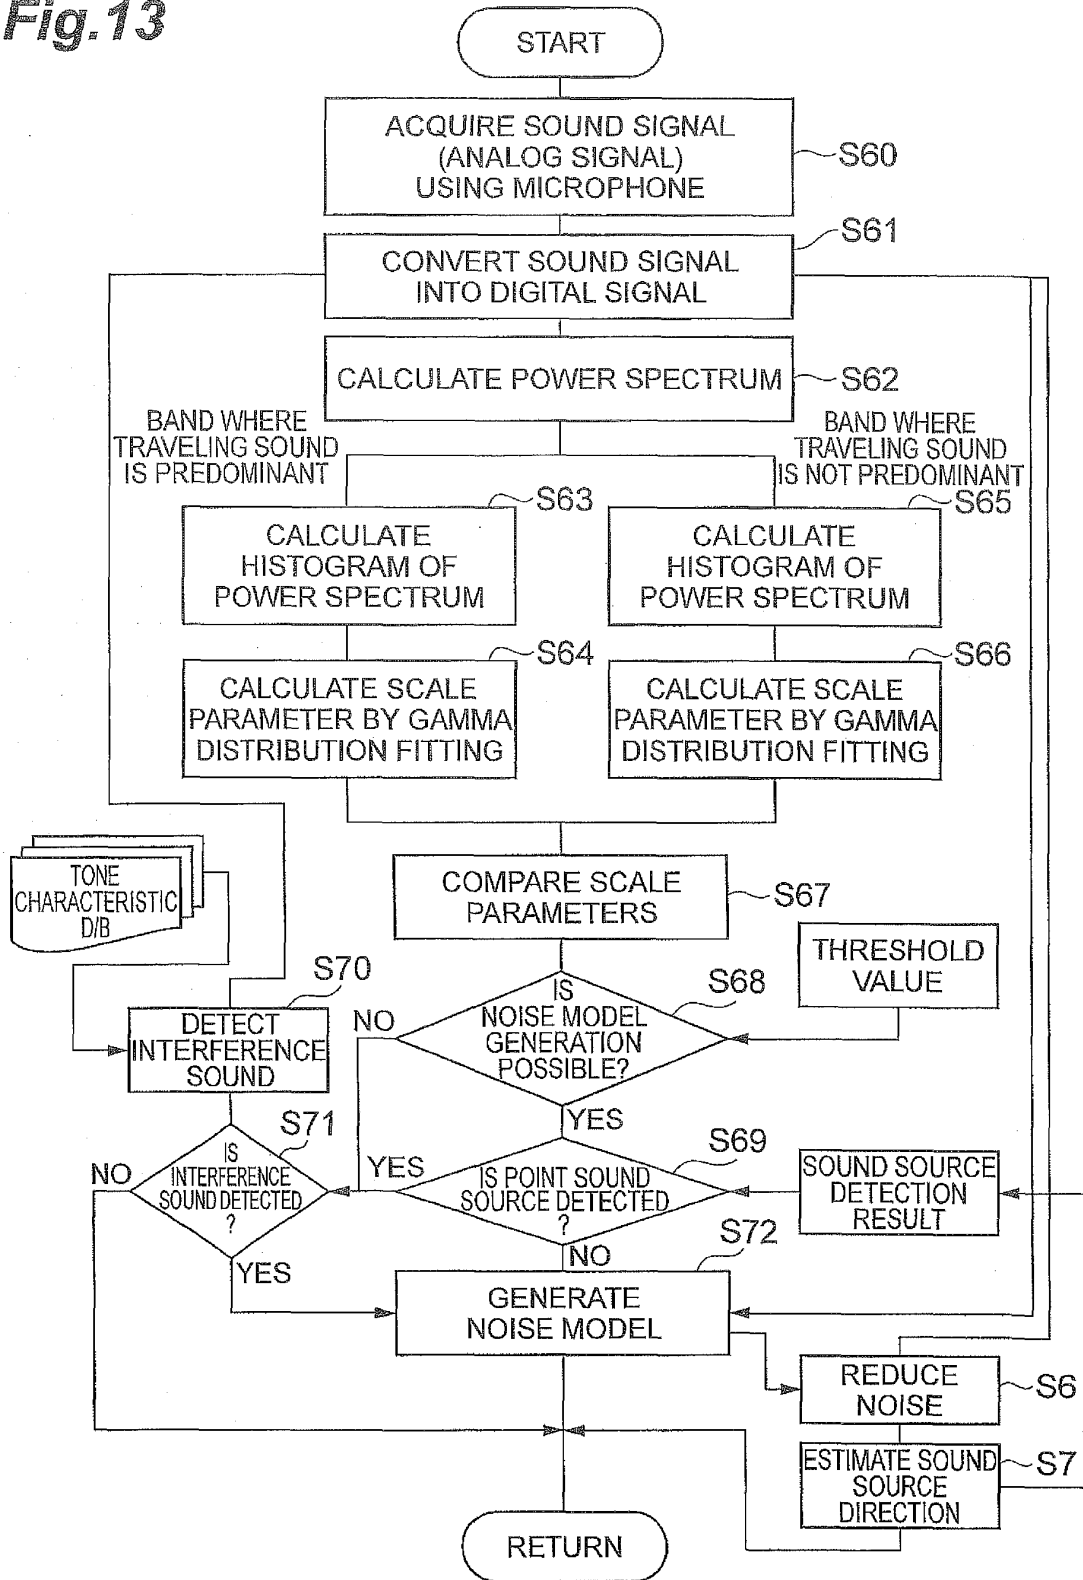 Fig.13
START
ACQUIRE SOUND SIGNAL
(ANALOG SIGNAL)
USING MICROPHONE
S60
S61
CONVERT SOUND SIGNAL
INTO DIGITAL SIGNAL
CALCULATE POWER SPECTRUM
S62
BAND WHERE
TRAVELING SOUND
IS PREDOMINANT
BAND WHERE
TRAVELING SOUND
IS NOT PREDOMINANT
S63
CALCULATE
HISTOGRAM OF
POWER SPECTRUM
S65
CALCULATE
HISTOGRAM OF
POWER SPECTRUM
S64
CALCULATE SCALE
PARAMETER BY GAMMA
DISTRIBUTION FITTING
S66
CALCULATE SCALE
PARAMETER BY GAMMA
DISTRIBUTION FITTING
TONE
CHARACTERISTIC
D/B
COMPARE SCALE
PARAMETERS
S67
THRESHOLD
VALUE
S70
DETECT
INTERFERENCE
SOUND
S68
NO
IS
NOISE MODEL
GENERATION
POSSIBLE?
YES
S71
NO
IS
INTERFERENCE
SOUND DETECTED
?
YES
YES
S69
IS POINT SOUND
SOURCE DETECTED
?
NO
SOUND SOURCE
DETECTION
RESULT
S72
GENERATE
NOISE MODEL
REDUCE
NOISE
S6
ESTIMATE SOUND
SOURCE
DIRECTION
S7
RETURN